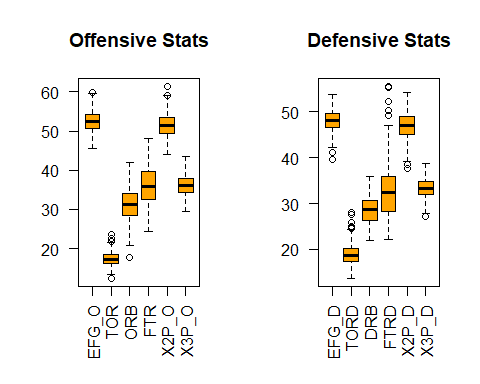 Offensive Stats
60
50
40
30
20
EFG_O
TOR
ORB
FTR
X2P_O
X3P_O
Defensive Stats
50
40
30
20
EFG_D
TORD
DRB
FTRD
X2P_D
X3P_D